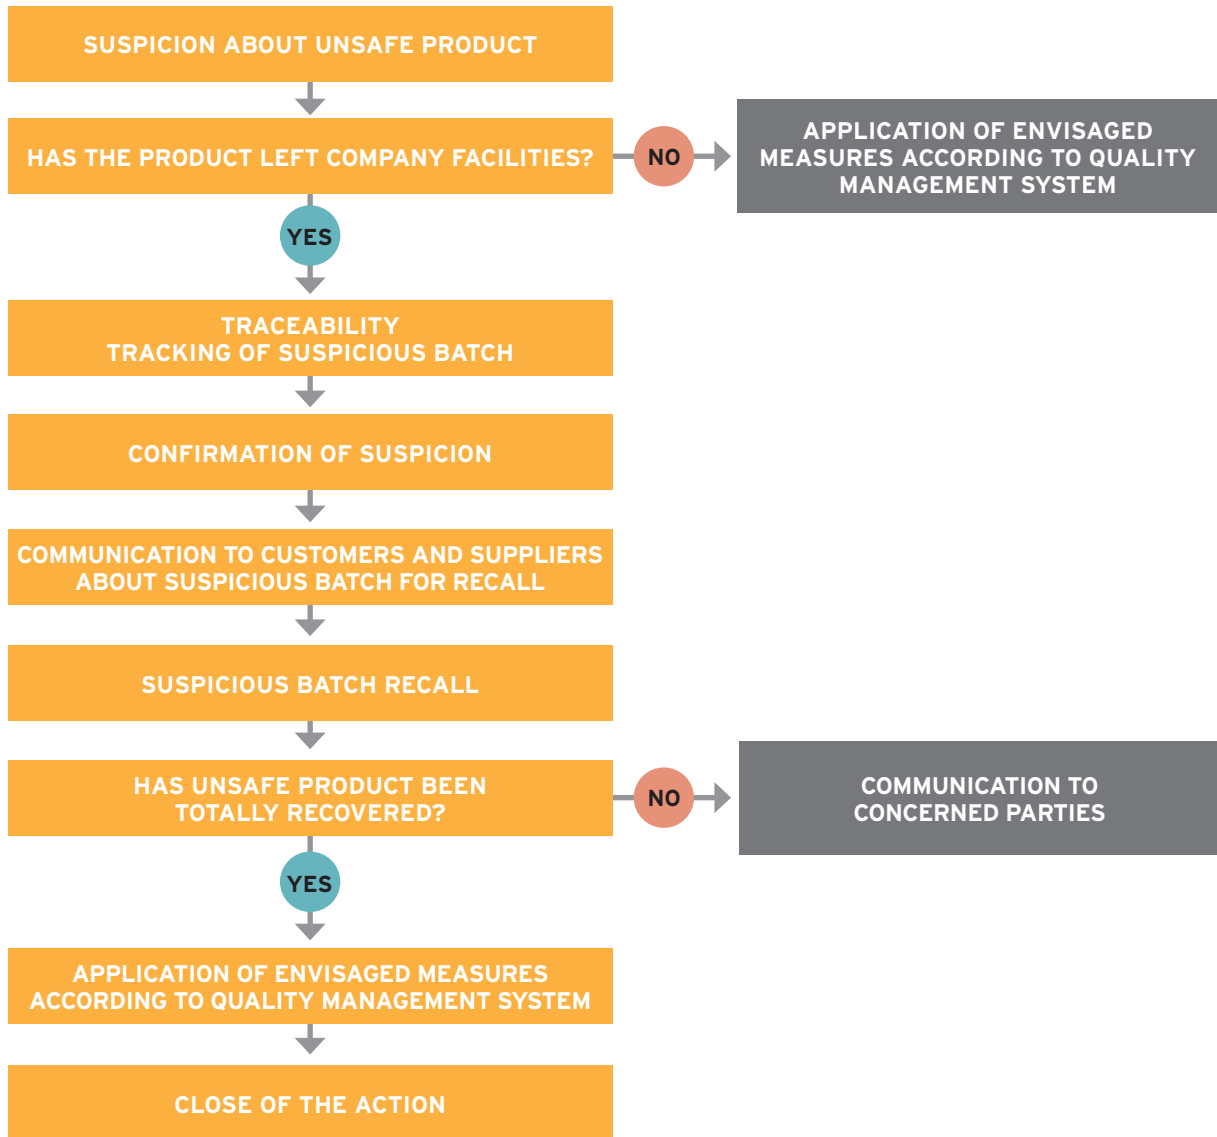 SUSPICION ABOUT UNSAFE PRODUCT
HAS THE PRODUCT LEFT COMPANY FACILITIES?
NO
APPLICATION OF ENVISAGED
MEASURES ACCORDING TO QUALITY
MANAGEMENT SYSTEM
YES
TRACEABILITY
TRACKING OF SUSPICIOUS BATCH
CONFIRMATION OF SUSPICION
COMMUNICATION TO CUSTOMERS AND SUPPLIERS
ABOUT SUSPICIOUS BATCH FOR RECALL
SUSPICIOUS BATCH RECALL
HAS UNSAFE PRODUCT BEEN
TOTALLY RECOVERED?
NO
COMMUNICATION TO
CONCERNED PARTIES
YES
APPLICATION OF ENVISAGED MEASURES
ACCORDING TO QUALITY MANAGEMENT SYSTEM
CLOSE OF THE ACTION